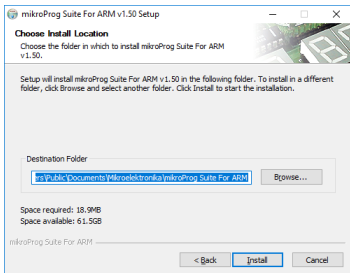 mikroProg Suite For ARM v1.50 Setup
Choose Install Location
Choose the folder in which to install mikroProg Suite For ARM
v1.50.
Setup will install mikroProg Suite For ARM v1.50 in the following folder. To install in a different
folder, click Browse and select another folder. Click Install to start the installation.
Destination Folder
ers\Public\Documents\Mikroelektronika\mikroProg Suite For ARM
Browse...
Space required: 18.9MB
Space available: 61.5GB
mikroProg Suite For ARM
< Back
Install
Cancel